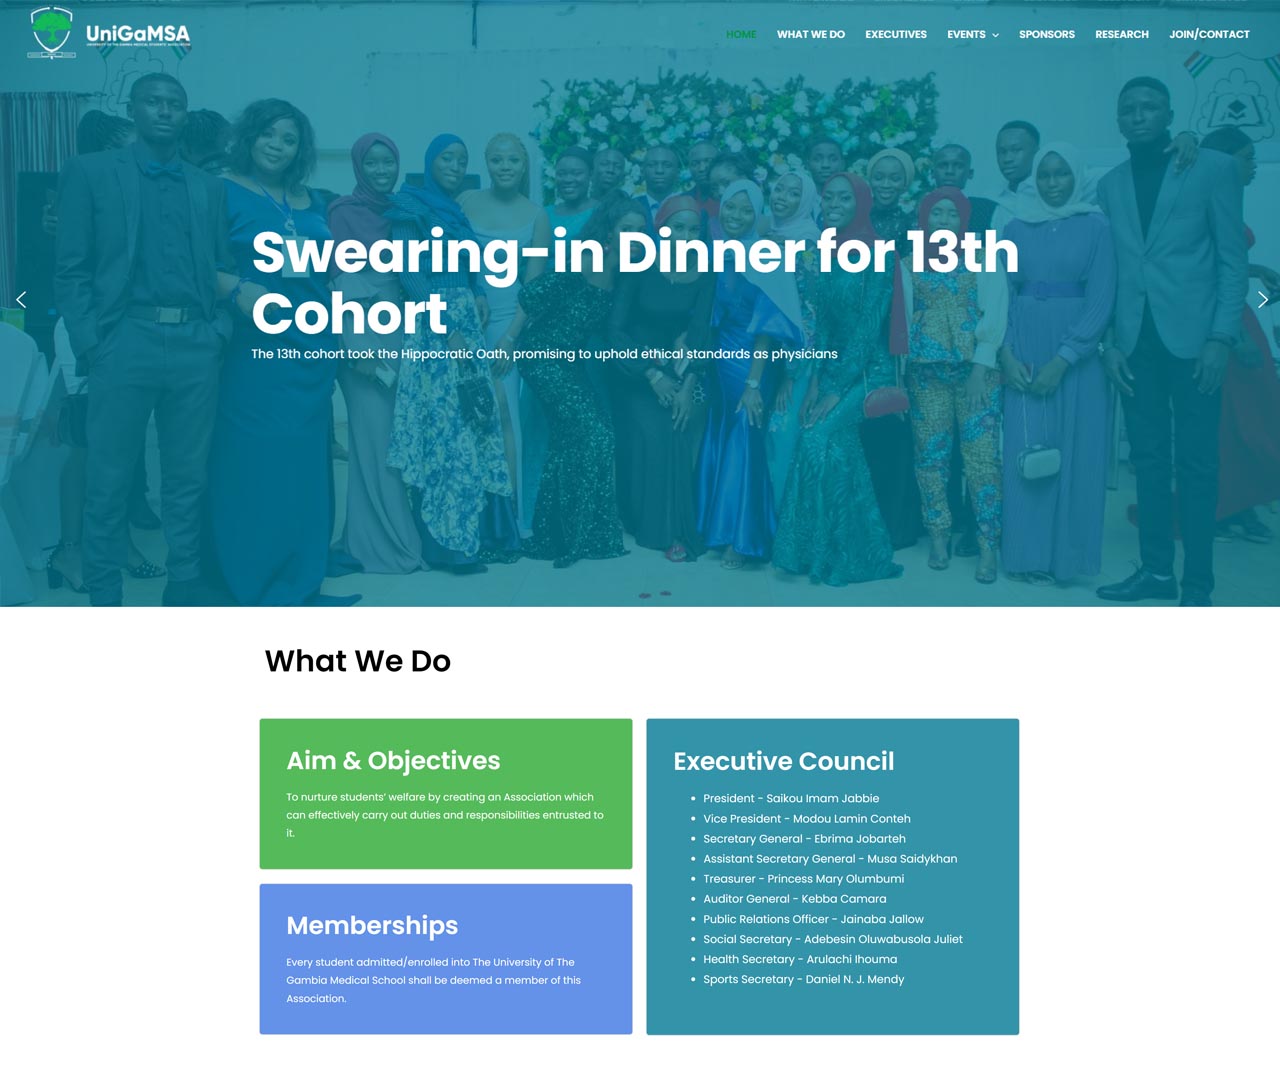 UniGaMSA
UNIVERSITY OF THE GAMBIA MEDICAL STUDENTS' ASSOCIATION
HOME
WHAT WE DO
EXECUTIVES
EVENTS
SPONSORS
RESEARCH
JOIN/CONTACT
Swearing-in Dinner for 13th
Cohort
The 13th cohort took the Hippocratic Oath, promising to uphold ethical standards as physicians
What We Do
Aim & Objectives
To nurture students’ welfare by creating an Association which
can effectively carry out duties and responsibilities entrusted to
it.
Memberships
Every student admitted/enrolled into The University of The
Gambia Medical School shall be deemed a member of this
Association.
Executive Council
• President - Saikou Imam Jabbie
• Vice President - Modou Lamin Conteh
• Secretary General - Ebrima Jobarteh
• Assistant Secretary General - Musa Saidykhan
• Treasurer - Princess Mary Olumbumi
• Auditor General - Kebba Camara
• Public Relations Officer - Jainaba Jallow
• Social Secretary - Adebesin Oluwabusola Juliet
• Health Secretary - Arulachi Ihouma
• Sports Secretary - Daniel N. J. Mendy